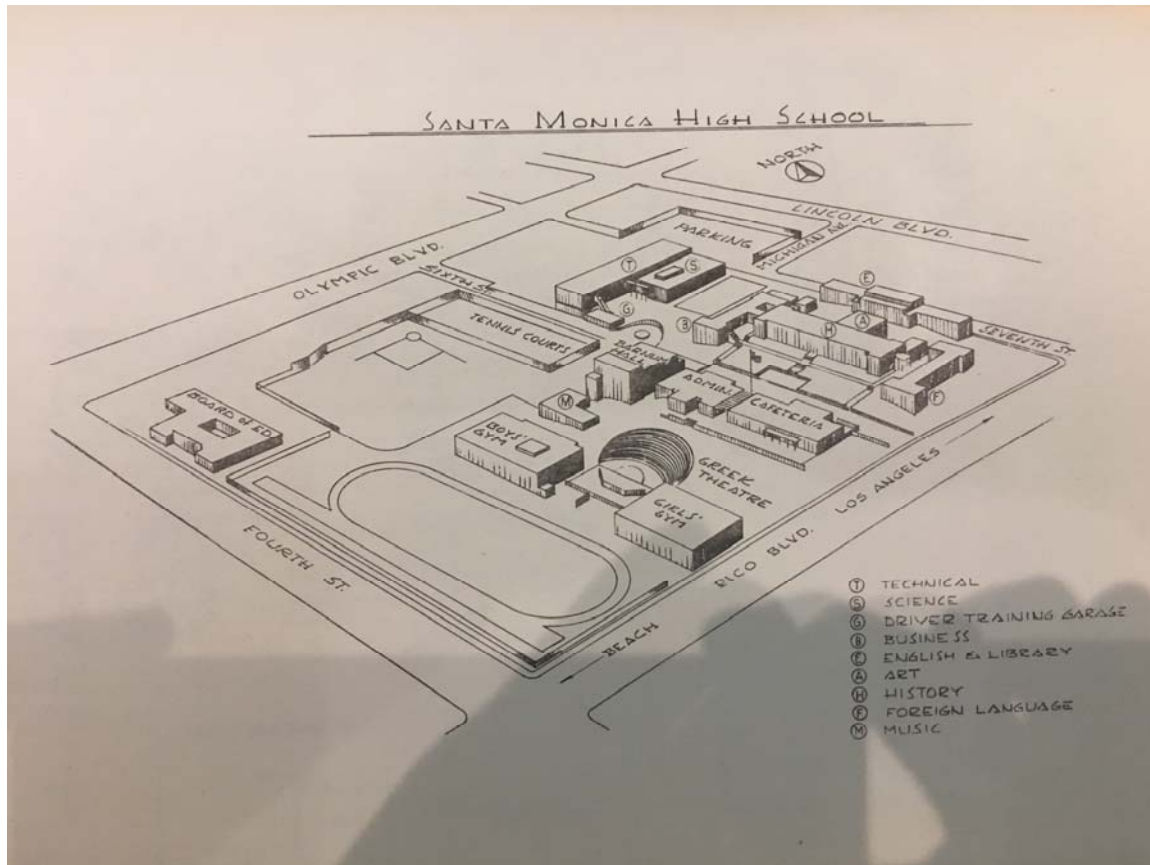 SANTA MONICA HIGH SCHOOL
NORTH
LINCOLN BLVD.
PARKING
MICHIGAN AVE.
OLYMPIC BLVD.
SIXTH ST.
T
S
E
G
B
A
H
TENNIS COURTS
SEVENTH ST.
BARNUM
HALL
ADMIN.
BOARD OF ED.
M
CAFETERIA
F
BOYS'
GYM
GREEK
THEATRE
GIRLS'
GYM
LOS ANGELES
PICO BLVD.
FOURTH ST.
BEACH
T TECHNICAL
S SCIENCE
G DRIVER TRAINING GARAGE
B BUSINESS
E ENGLISH & LIBRARY
A ART
H HISTORY
F FOREIGN LANGUAGE
M MUSIC